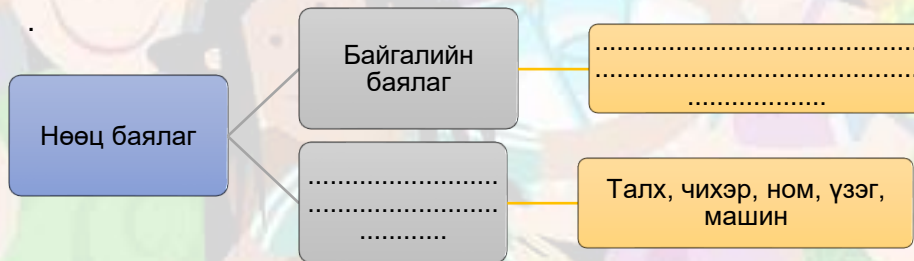 .
Нөөц баялаг
Байгалийн
баялаг
..............................................
..............................................
...................
...........................
...........................
............
Талх, чихэр, ном, үзэг,
машин